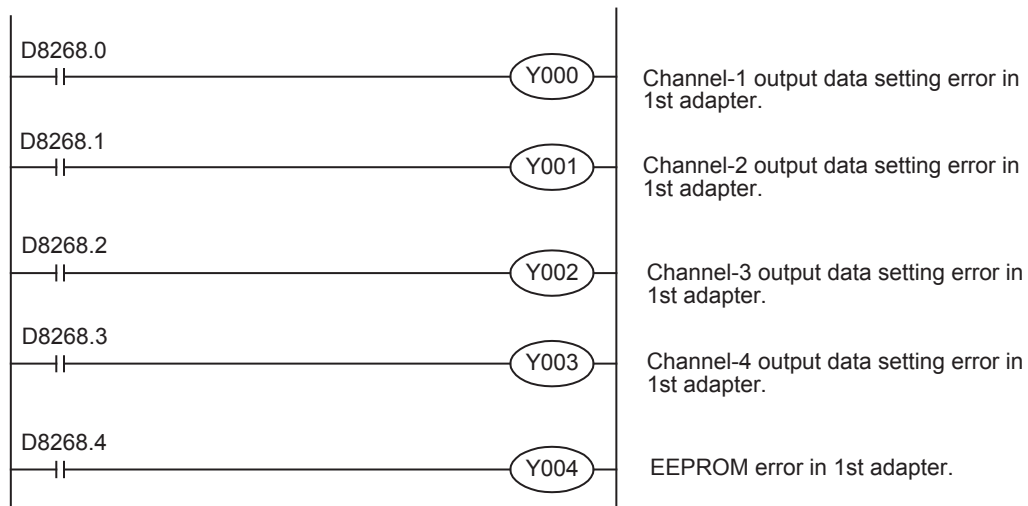 D8268.0
Y000
Channel-1 output data setting error in
1st adapter.
D8268.1
Y001
Channel-2 output data setting error in
1st adapter.
D8268.2
Y002
Channel-3 output data setting error in
1st adapter.
D8268.3
Y003
Channel-4 output data setting error in
1st adapter.
D8268.4
Y004
EEPROM error in 1st adapter.